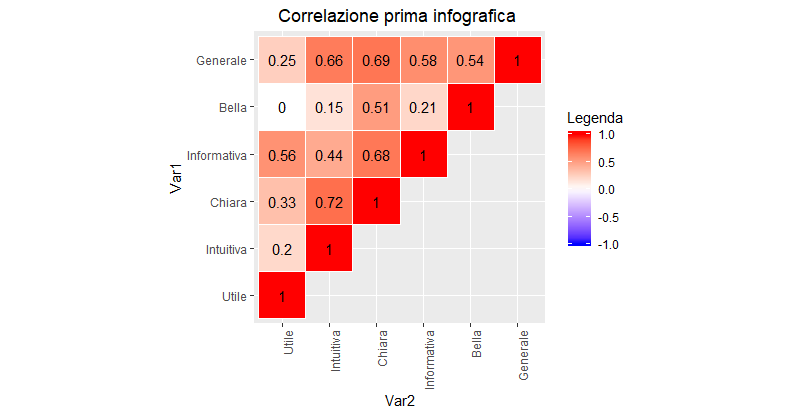 Correlazione prima infografica
Generale 0.25 0.66 0.69 0.58 0.54 1
Bella 0 0.15 0.51 0.21 1
Informativa 0.56 0.44 0.68 1
Chiara 0.33 0.72 1
Intuitiva 0.2 1
Utile 1
Var1
Utile Intuitiva Chiara Informativa Bella Generale
Var2
Legenda
1.0
0.5
0.0
-0.5
-1.0